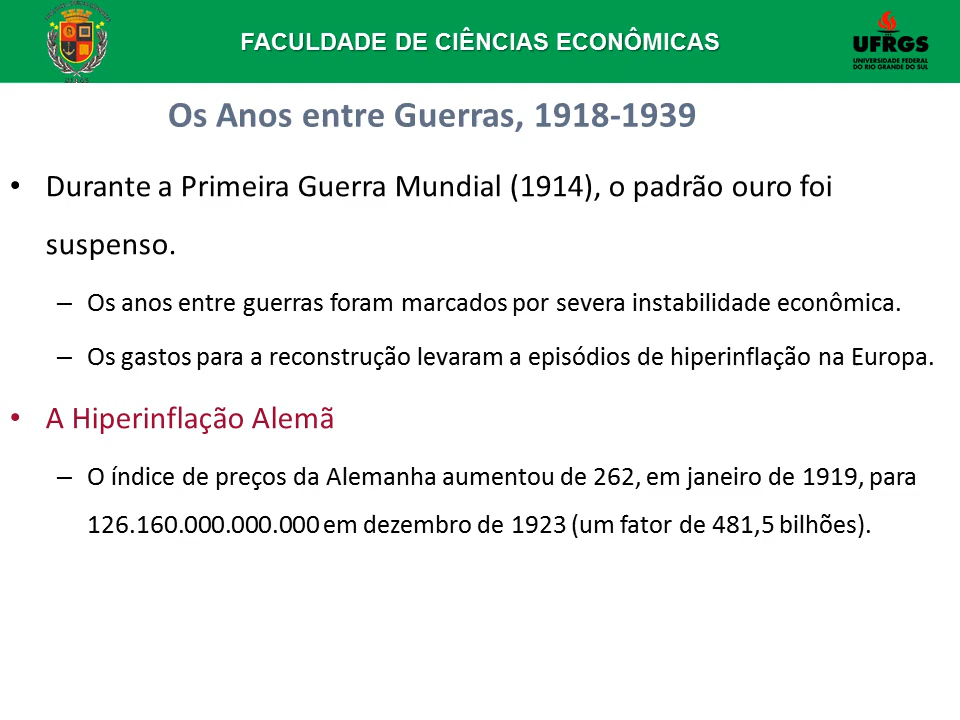 FACULDADE DE CIÊNCIAS ECONÔMICAS
UFRGS
UNIVERSIDADE FEDERAL
DO RIO GRANDE DO SUL
Os Anos entre Guerras, 1918-1939
• Durante a Primeira Guerra Mundial (1914), o padrão ouro foi
suspenso.
– Os anos entre guerras foram marcados por severa instabilidade econômica.
– Os gastos para a reconstrução levaram a episódios de hiperinflação na Europa.
• A Hiperinflação Alemã
– O índice de preços da Alemanha aumentou de 262, em janeiro de 1919, para
126.160.000.000.000 em dezembro de 1923 (um fator de 481,5 bilhões).